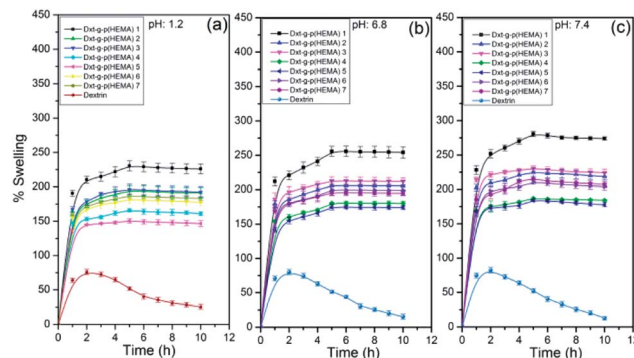 pH: 1.2
(a)
Dxt-g-p(HEMA) 1
Dxt-g-p(HEMA) 2
Dxt-g-p(HEMA) 3
Dxt-g-p(HEMA) 4
Dxt-g-p(HEMA) 5
Dxt-g-p(HEMA) 6
Dxt-g-p(HEMA) 7
Dextrin
% Swelling
450
400
350
300
250
200
150
100
50
0
0 2 4 6 8 10 12
Time (h)
pH: 6.8
(b)
Dxt-g-p(HEMA) 1
Dxt-g-p(HEMA) 2
Dxt-g-p(HEMA) 3
Dxt-g-p(HEMA) 4
Dxt-g-p(HEMA) 5
Dxt-g-p(HEMA) 6
Dxt-g-p(HEMA) 7
Dextrin
450
400
350
300
250
200
150
100
50
0
0 2 4 6 8 10 12
Time (h)
pH: 7.4
(c)
Dxt-g-p(HEMA) 1
Dxt-g-p(HEMA) 2
Dxt-g-p(HEMA) 3
Dxt-g-p(HEMA) 4
Dxt-g-p(HEMA) 5
Dxt-g-p(HEMA) 6
Dxt-g-p(HEMA) 7
Dextrin
450
400
350
300
250
200
150
100
50
0
0 2 4 6 8 10 12
Time (h)